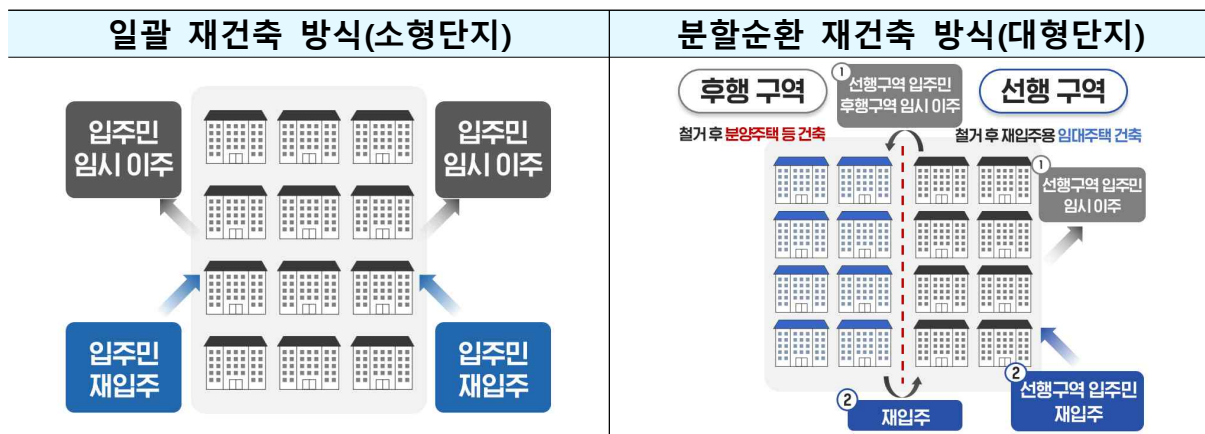 일괄 재건축 방식(소형단지)
입주민
임시 이주
입주민
임시 이주
입주민
재입주
입주민
재입주
분할순환 재건축 방식(대형단지)
후행 구역
1
선행구역 입주민
후행구역 임시 이주
선행 구역
철거 후 분양주택 등 건축
철거 후 재입주용 임대주택 건축
1
선행구역 입주민
임시 이주
2
재입주
2
선행구역 입주민
재입주